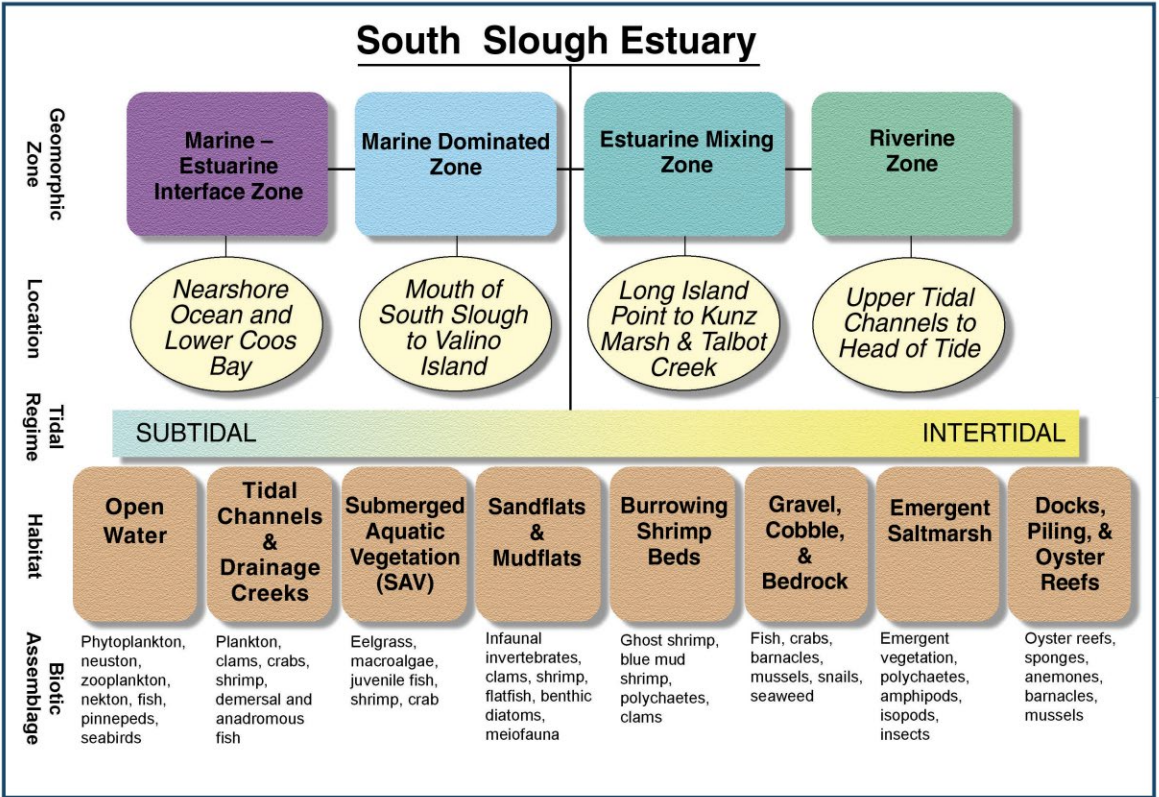 South Slough Estuary
Geomorphic
Zone
Marine –
Estuarine
Interface Zone
Marine Dominated
Zone
Estuarine Mixing
Zone
Riverine
Zone
Location
Nearshore
Ocean and
Lower Coos
Bay
Mouth of
South Slough
to Valino
Island
Long Island
Point to Kunz
Marsh & Talbot
Creek
Upper Tidal
Channels to
Head of Tide
Tidal
Regime
SUBTIDAL
INTERTIDAL
Habitat
Open
Water
Tidal
Channels
&
Drainage
Creeks
Submerged
Aquatic
Vegetation
(SAV)
Sandflats
&
Mudflats
Burrowing
Shrimp
Beds
Gravel,
Cobble,
&
Bedrock
Emergent
Saltmarsh
Docks,
Piling, &
Oyster
Reefs
Biotic
Assemblage
Phytoplankton,
neuston,
zooplankton,
nekton, fish,
pinnepeds,
seabirds
Plankton,
clams, crabs,
shrimp,
demersal and
anadromous
fish
Eelgrass,
macroalgae,
juvenile fish,
shrimp, crab
Infaunal
invertebrates,
clams, shrimp,
flatfish, benthic
diatoms,
meiofauna
Ghost shrimp,
blue mud
shrimp,
polychaetes,
clams
Fish, crabs,
barnacles,
mussels, snails,
seaweed
Emergent
vegetation,
polychaetes,
amphipods,
isopods,
insects
Oyster reefs,
sponges,
anemones,
barnacles,
mussels